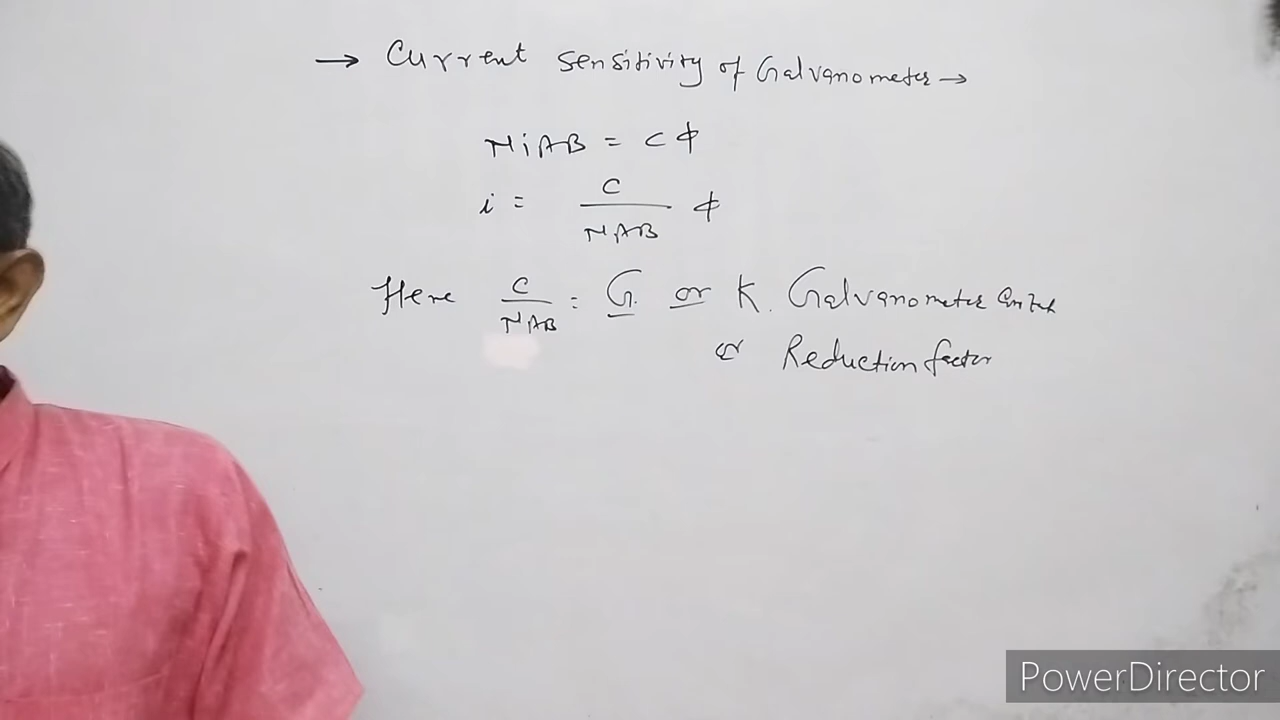 → Current sensitivity of Galvanometer →
NiAB = cφ
i = c/NAB φ
Here c/NAB = G or K. Galvanometer
or Reduction factor
PowerDirector